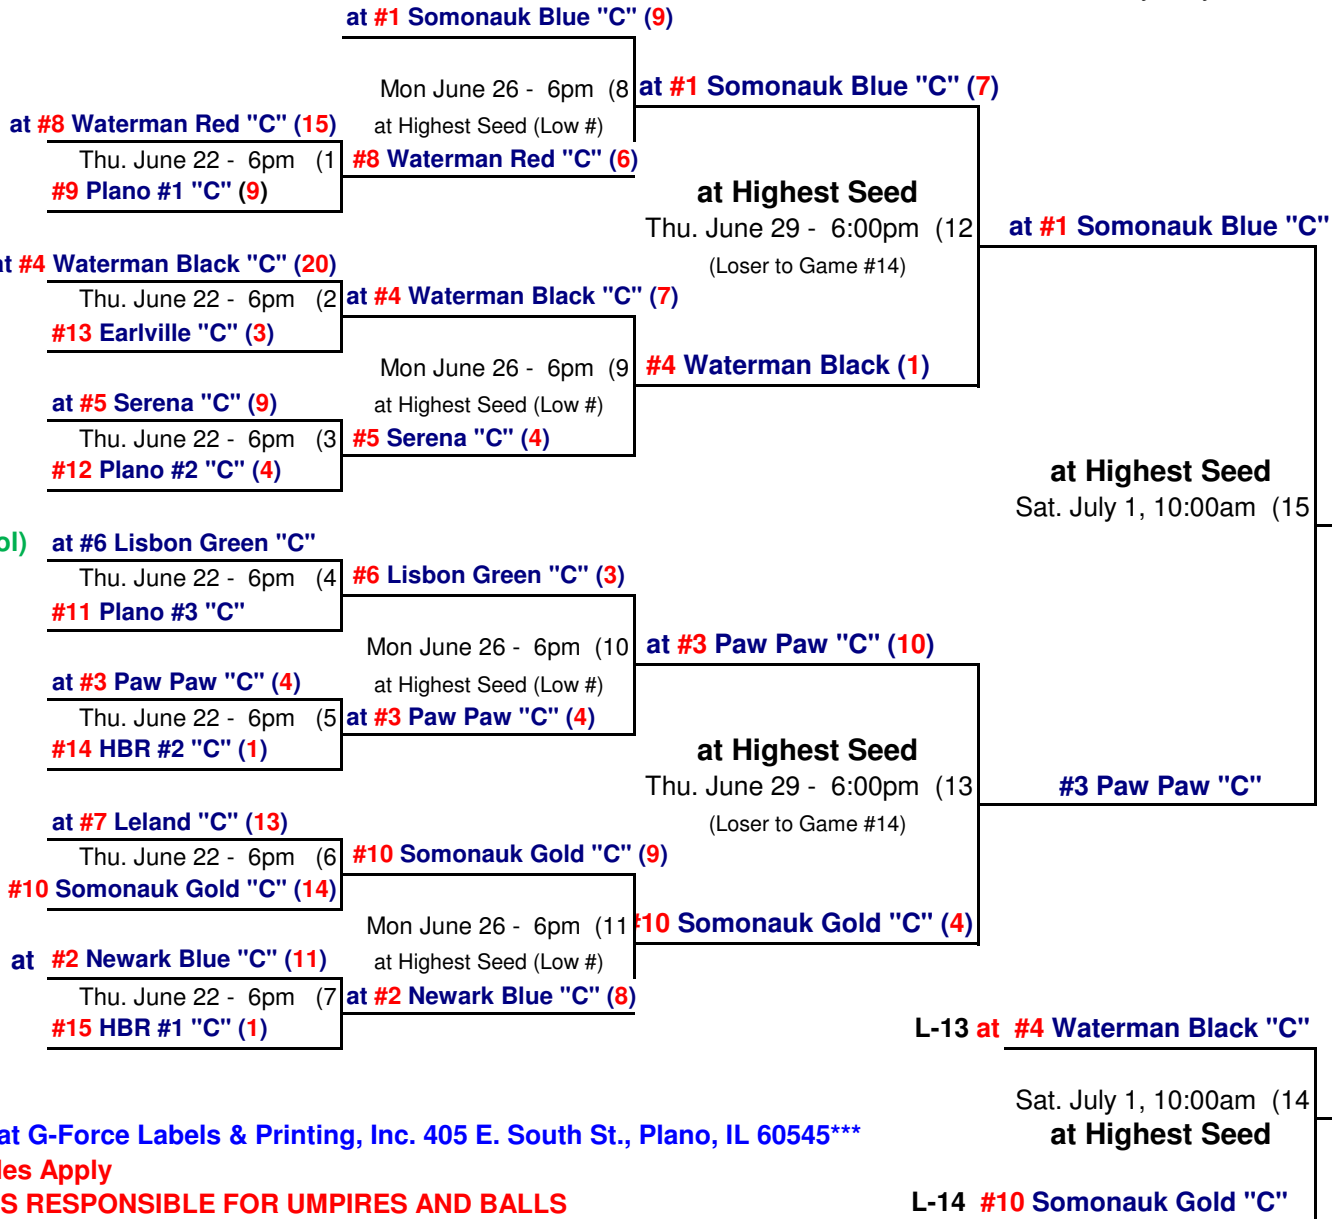 at #1 Somonauk Blue "C" (9)
Mon June 26 - 6pm (8
at #1 Somonauk Blue "C" (7)
at #8 Waterman Red "C" (15)
at Highest Seed (Low #)
Thu. June 22 - 6pm (1
#8 Waterman Red "C" (6)
#9 Plano #1 "C" (9)
at Highest Seed
Thu. June 29 - 6:00pm (12
at #1 Somonauk Blue "C"
at #4 Waterman Black "C" (20)
(Loser to Game #14)
Thu. June 22 - 6pm (2
at #4 Waterman Black "C" (7)
#13 Earlville "C" (3)
Mon June 26 - 6pm (9
#4 Waterman Black (1)
at #5 Serena "C" (9)
at Highest Seed (Low #)
Thu. June 22 - 6pm (3
#5 Serena "C" (4)
#12 Plano #2 "C" (4)
at Highest Seed
Sat. July 1, 10:00am (15
ol)
at #6 Lisbon Green "C"
Thu. June 22 - 6pm (4
#6 Lisbon Green "C" (3)
#11 Plano #3 "C"
Mon June 26 - 6pm (10
at #3 Paw Paw "C" (10)
at #3 Paw Paw "C" (4)
at Highest Seed (Low #)
Thu. June 22 - 6pm (5
at #3 Paw Paw "C" (4)
#14 HBR #2 "C" (1)
at Highest Seed
Thu. June 29 - 6:00pm (13
#3 Paw Paw "C"
at #7 Leland "C" (13)
(Loser to Game #14)
Thu. June 22 - 6pm (6
#10 Somonauk Gold "C" (9)
#10 Somonauk Gold "C" (14)
Mon June 26 - 6pm (11
#10 Somonauk Gold "C" (4)
at #2 Newark Blue "C" (11)
at Highest Seed (Low #)
Thu. June 22 - 6pm (7
at #2 Newark Blue "C" (8)
#15 HBR #1 "C" (1)
L-13 at #4 Waterman Black "C"
Sat. July 1, 10:00am (14
at Highest Seed
at G-Force Labels & Printing, Inc. 405 E. South St., Plano, IL 60545***
les Apply
S RESPONSIBLE FOR UMPIRES AND BALLS
L-14 #10 Somonauk Gold "C"